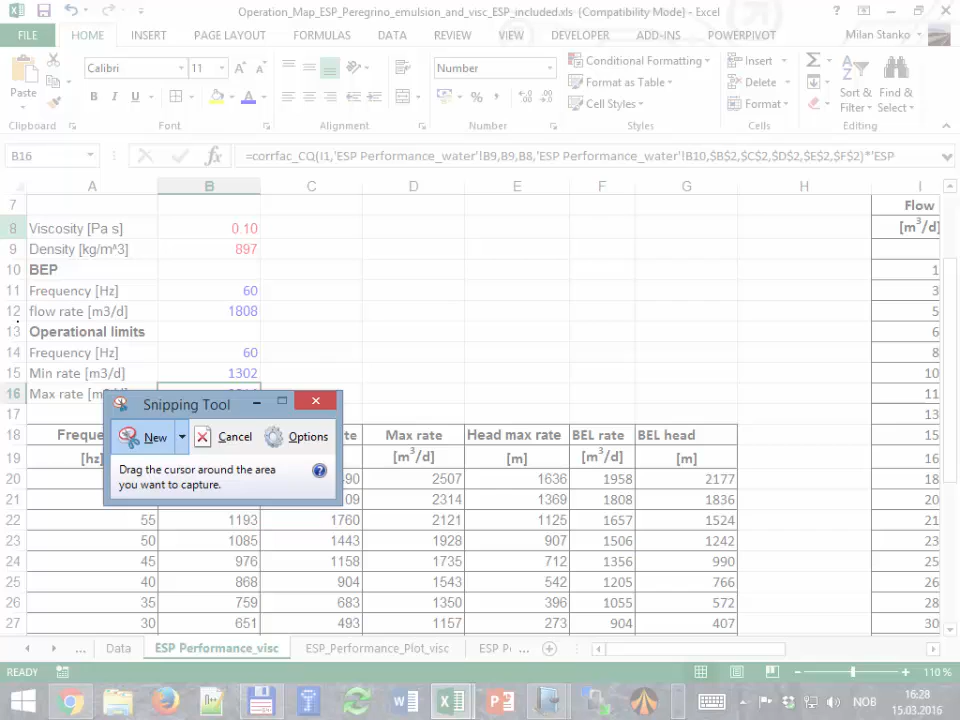 Operation_Map_ESP_Peregrino_emulsion_and_visc_ESP_included.xls [Compatibility Mode] - Excel
FILE HOME INSERT PAGE LAYOUT FORMULAS DATA REVIEW VIEW DEVELOPER ADD-INS POWERPIVOT Milan Stanko
Calibri 11 Number Conditional Formatting Insert
Format as Table Delete
Paste B I U Cell Styles Format Sort & Filter Find & Select
Clipboard Font Alignment Number Styles Cells Editing
B16 fx =corrfac_CQ(I1,'ESP Performance_water'!B9,B9,B8,'ESP Performance_water'!B10,$B$2,$C$2,$D$2,$E$2,$F$2)*'ESP
A B C D E F G H I
7 Flow
8 Viscosity [Pa s] 0.10 [m³/d]
9 Density [kg/m^3] 897
10 BEP 1
11 Frequency [Hz] 60 3
12 flow rate [m3/d] 1808 5
13 Operational limits 6
14 Frequency [Hz] 60 8
15 Min rate [m3/d] 1302 10
16 Max rate [m 11
17 13
18 Freque te Max rate Head max rate BEL rate BEL head 15
19 [hz] [m³/d] [m] [m³/d] [m] 16
20 90 2507 1636 1958 2177 18
21 09 2314 1369 1808 1836 20
22 55 1193 1760 2121 1125 1657 1524 21
23 50 1085 1443 1928 907 1506 1242 23
24 45 976 1158 1735 712 1356 990 25
25 40 868 904 1543 542 1205 766 26
26 35 759 683 1350 396 1055 572 28
27 30 651 493 1157 273 904 407 30
Snipping Tool
New Cancel Options
Drag the cursor around the area
you want to capture.
... Data ESP Performance_visc ESP_Performance_Plot_visc ESP P ...
READY 110 %
NOB 16:28
15.03.2016